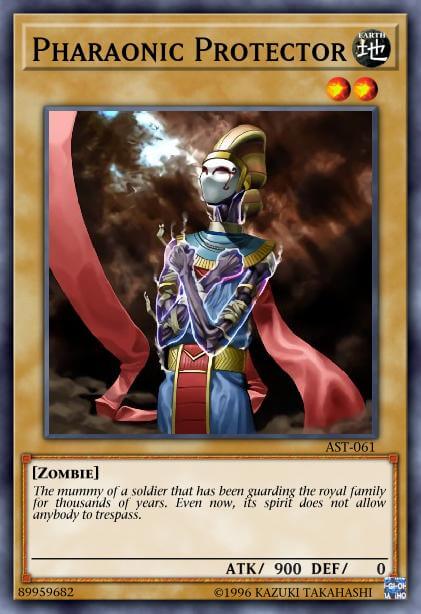 PHARAONIC PROTECTOR
EARTH
地
AST-061
[ZOMBIE]
The mummy of a soldier that has been guarding the royal family
for thousands of years. Even now, its spirit does not allow
anybody to trespass.
ATK/ 900 DEF/ 0
89959682
©1996 KAZUKI TAKAHASHI